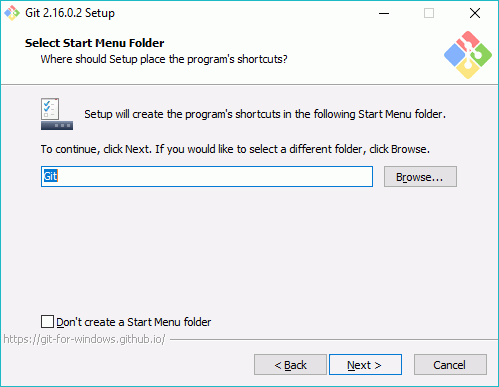 Git 2.16.0.2 Setup
Select Start Menu Folder
Where should Setup place the program's shortcuts?
Setup will create the program's shortcuts in the following Start Menu folder.
To continue, click Next. If you would like to select a different folder, click Browse.
Git
Browse...
Don't create a Start Menu folder
https://git-for-windows.github.io/
< Back
Next >
Cancel